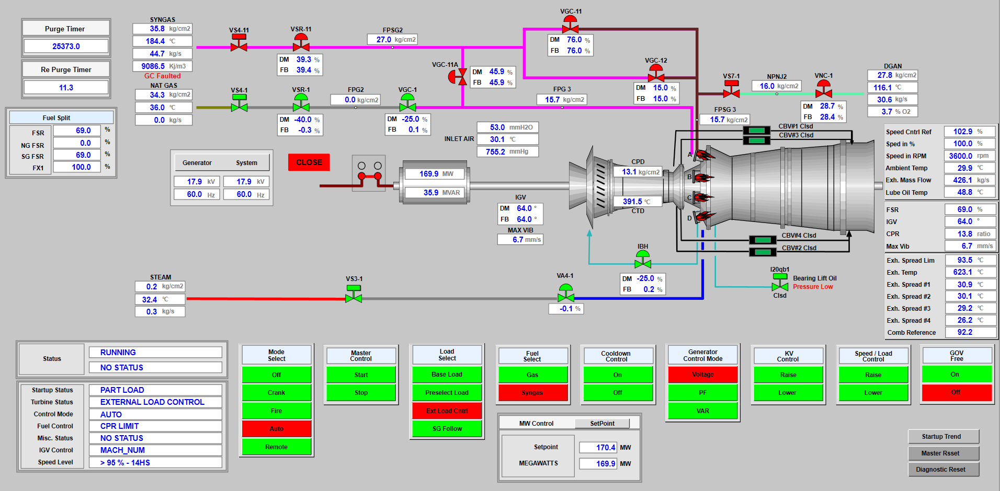 Purge Timer
25373.0
Re Purge Timer
11.3
Fuel Split
FSR 69.0 %
NG FSR 0.0 %
SG FSR 69.0 %
FX1 100.0 %
SYNGAS
35.8 kg/cm2
184.4 ℃
44.7 kg/s
9086.5 Kj/m3
GC Faulted
NAT GAS
34.3 kg/cm2
36.0 ℃
0.0 kg/s
VS4-11
VSR-11
DM 39.3 %
FB 39.4 %
FPSG2
27.0 kg/cm2
VGC-11
DM 76.0 %
FB 76.0 %
VGC-11A
DM 45.9 %
FB 45.9 %
VGC-12
DM 15.0 %
FB 15.0 %
VS4-1
VSR-1
DM -40.0 %
FB -0.3 %
FPG2
0.0 kg/cm2
VGC-1
DM -25.0 %
FB 0.1 %
FPG 3
15.7 kg/cm2
VS7-1
NPNJ2
16.0 kg/cm2
VNC-1
DM 28.7 %
FB 28.4 %
DGAN
27.8 kg/cm2
116.1 ℃
30.6 kg/s
3.7 % O2
FPSG 3
15.7 kg/cm2
INLET AIR
53.0 mmH2O
30.1 ℃
755.2 mmHg
Generator System
17.9 kV 17.9 kV
60.0 Hz 60.0 Hz
CLOSE
169.9 MW
35.9 MVAR
CPD
13.1 kg/cm2
391.5 ℃
CTD
IGV
DM 64.0 °
FB 64.0 °
MAX VIB
6.7 mm/s
A
B
C
D
CBV#1 Clsd
CBV#3 Clsd
CBV#4 Clsd
CBV#2 Clsd
IBH
DM -25.0 %
FB 0.2 %
I20qb1
Bearing Lift Oil
Pressure Low
Clsd
STEAM
0.2 kg/cm2
32.4 ℃
0.3 kg/s
VS3-1
VA4-1
-0.1 %
Speed Cntrl Ref 102.9 %
Sped in % 100.0 %
Speed in RPM 3600.0 rpm
Ambient Temp 29.9 ℃
Exh. Mass Flow 426.1 kg/s
Lube Oil Temp 48.8 ℃
FSR 69.0 %
IGV 64.0 °
CPR 13.8 ratio
Max Vib 6.7 mm/s
Exh. Spread Lim 93.5 ℃
Exh. Temp 623.1 ℃
Exh. Spread #1 30.9 ℃
Exh. Spread #2 30.1 ℃
Exh. Spread #3 29.2 ℃
Exh. Spread #4 26.2 ℃
Comb Reference 92.2
Status
RUNNING
NO STATUS
Startup Status PART LOAD
Turbine Status EXTERNAL LOAD CONTROL
Control Mode AUTO
Fuel Control CPR LIMIT
Misc. Status NO STATUS
IGV Control MACH_NUM
Speed Level > 95 % - 14HS
Mode
Select
Off
Crank
Fire
Auto
Remote
Master
Control
Start
Stop
Load
Select
Base Load
Preselect Load
Ext Load Cntrl
SG Follow
Fuel
Select
Gas
Syngas
Cooldown
Control
On
Off
Generator
Control Mode
Voltage
PF
VAR
KV
Control
Raise
Lower
Speed / Load
Control
Raise
Lower
GOV
Free
On
Off
MW Control SetPoint
Setpoint 170.4 MW
MEGAWATTS 169.9 MW
Startup Trend
Master Rsset
Diagnostic Reset